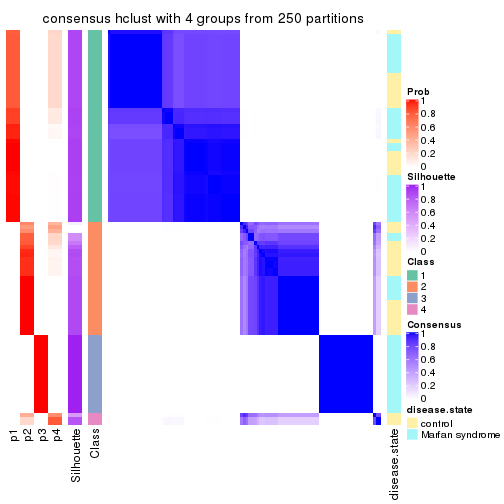 consensus hclust with 4 groups from 250 partitions
Prob
1
0.8
0.6
0.4
0.2
0
Silhouette
1
0.8
0.6
0.4
0.2
0
Class
1
2
3
4
Consensus
1
0.8
0.6
0.4
0.2
0
disease.state
control
Marfan syndrome
p1
p2
p3
p4
Silhouette
Class
disease.state